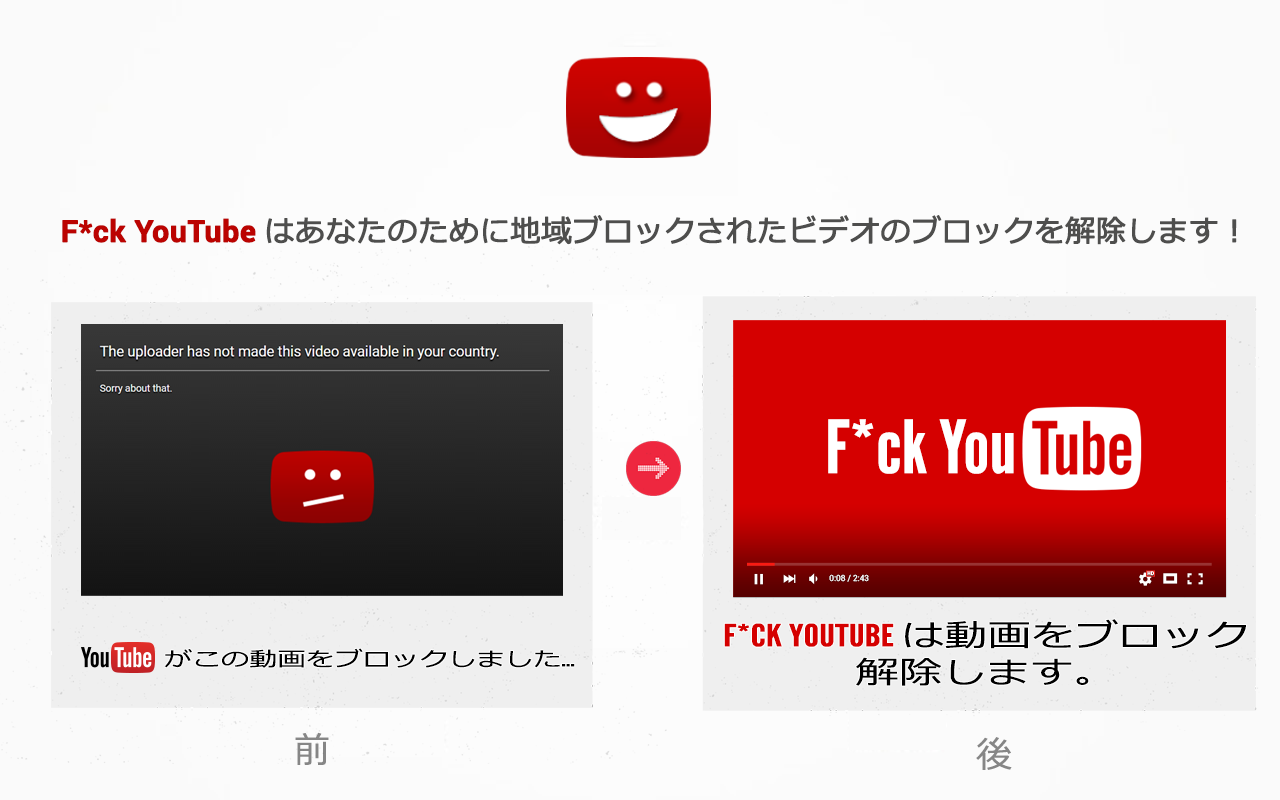 F*ck YouTube はあなたのために地域ブロックされたビデオのブロックを解除します！
The uploader has not made this video available in your country.
Sorry about that.
YouTube がこの動画をブロックしました...
前
F*ck YouTube
0:08 / 2:43
HD
F*CK YOUTUBE は動画をブロック
解除します。
後